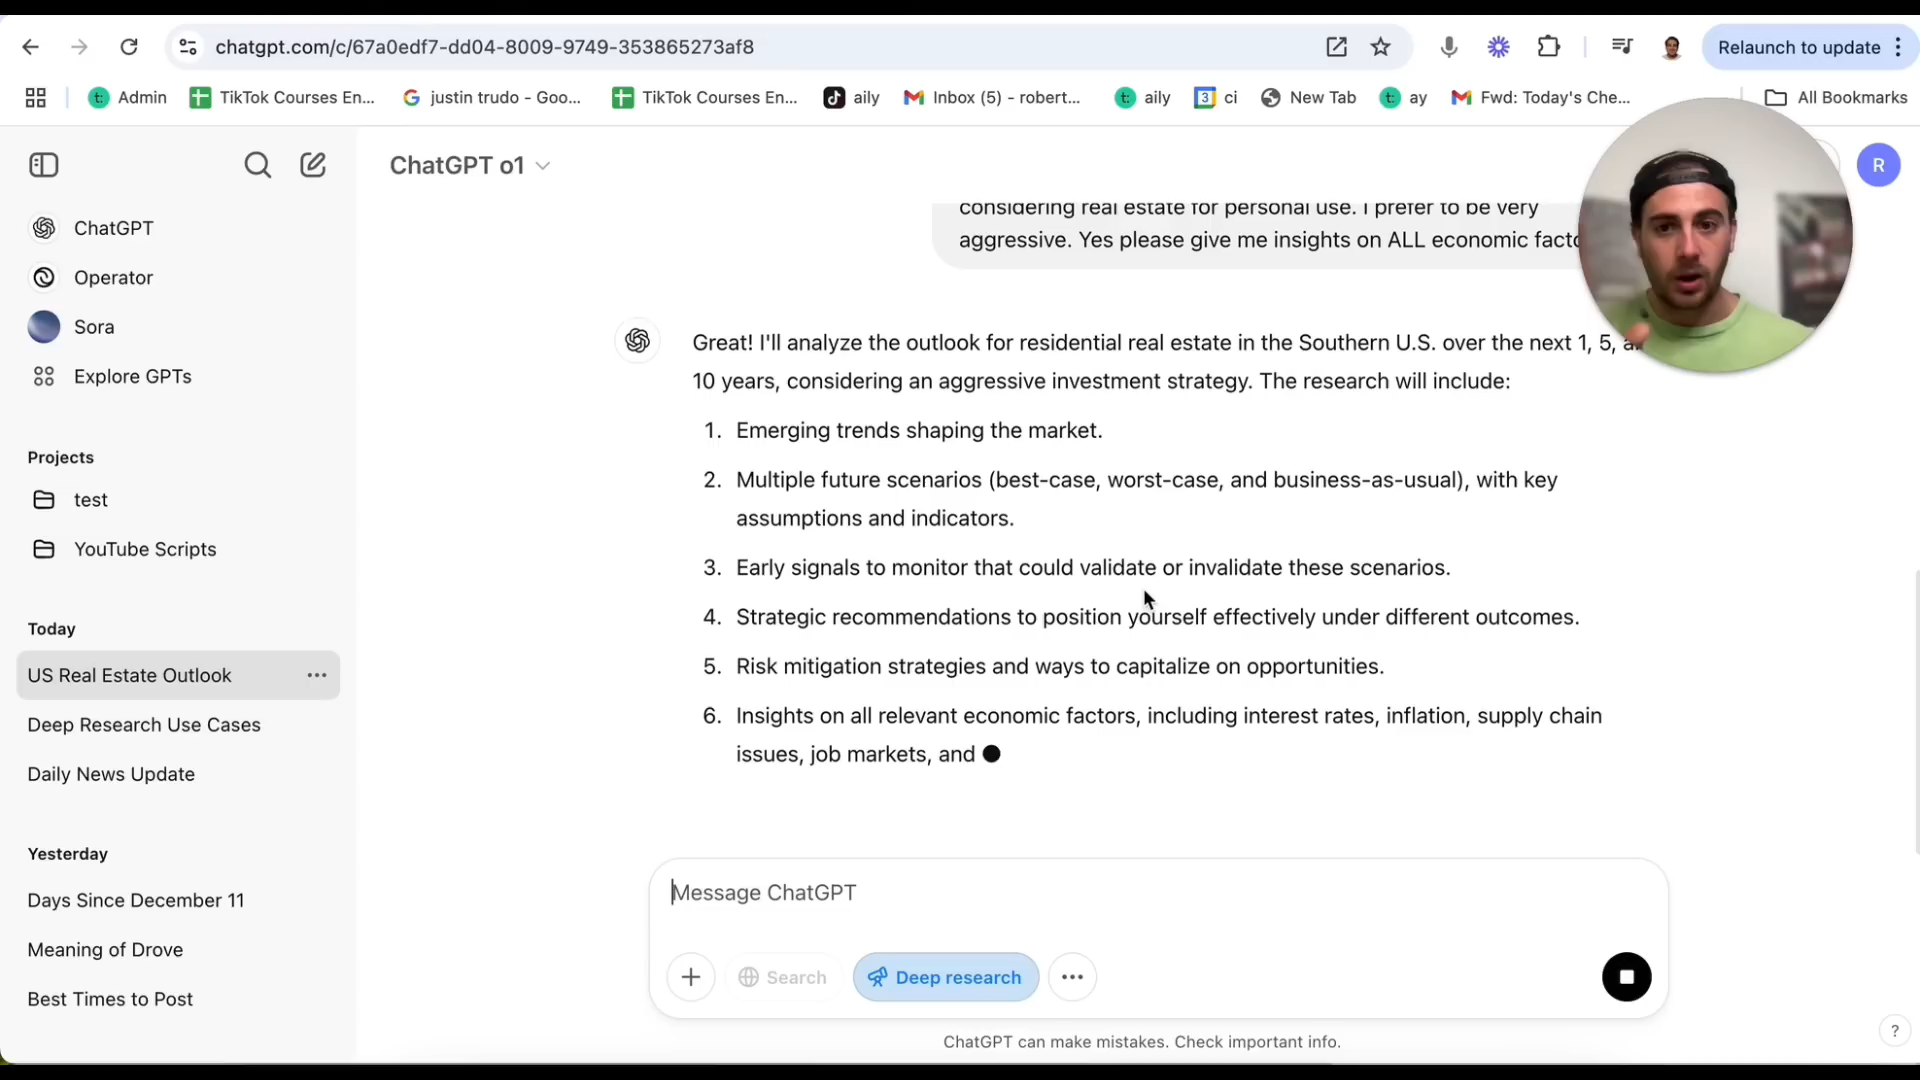 chatgpt.com/c/67a0edf7-dd04-8009-9749-353865273af8
Relaunch to update
Admin
TikTok Courses En...
justin trudo - Goo...
TikTok Courses En...
aily
Inbox (5) - robert...
aily
3
ci
New Tab
ay
Fwd: Today's Che...
All Bookmarks
ChatGPT o1
R
ChatGPT
Operator
Sora
Explore GPTs
Projects
test
YouTube Scripts
Today
US Real Estate Outlook
Deep Research Use Cases
Daily News Update
Yesterday
Days Since December 11
Meaning of Drove
Best Times to Post
considering real estate for personal use. I prefer to be very
aggressive. Yes please give me insights on ALL economic facto
Great! I'll analyze the outlook for residential real estate in the Southern U.S. over the next 1, 5,
10 years, considering an aggressive investment strategy. The research will include:
1. Emerging trends shaping the market.
2. Multiple future scenarios (best-case, worst-case, and business-as-usual), with key
assumptions and indicators.
3. Early signals to monitor that could validate or invalidate these scenarios.
4. Strategic recommendations to position yourself effectively under different outcomes.
5. Risk mitigation strategies and ways to capitalize on opportunities.
6. Insights on all relevant economic factors, including interest rates, inflation, supply chain
issues, job markets, and
Message ChatGPT
Search
Deep research
ChatGPT can make mistakes. Check important info.
?